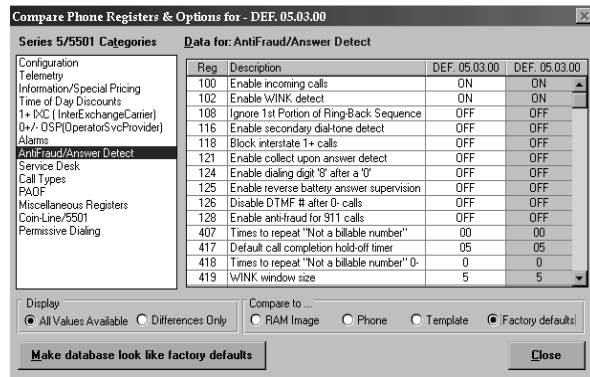 Compare Phone Registers & Options for - DEF. 05.03.00
Series 5/5501 Categories
Data for: AntiFraud/Answer Detect
Configuration
Telemetry
Information/Special Pricing
Time of Day Discounts
1+ IXC ( InterExchangeCarrier)
0+/- OSP(OperatorSvcProvider)
Alarms
AntiFraud/Answer Detect
Service Desk
Call Types
PAOF
Miscellaneous Registers
Coin-Line/5501
Permissive Dialing
Reg Description DEF. 05.03.00 DEF. 05.03.00
100 Enable incoming calls ON ON
102 Enable WINK detect ON ON
108 Ignore 1st Portion of Ring-Back Sequence OFF OFF
116 Enable secondary dial-tone detect OFF OFF
118 Block interstate 1+ calls OFF OFF
121 Enable collect upon answer detect OFF OFF
124 Enable dialing digit '8' after a '0' OFF OFF
125 Enable reverse battery answer supervision OFF OFF
126 Disable DTMF # after 0- calls OFF OFF
128 Enable anti-fraud for 911 calls OFF OFF
407 Times to repeat "Not a billable number" 00 00
417 Default call completion hold-off timer 05 05
418 Times to repeat "Not a billable number" 0- 0 0
419 WINK window size 5 5
Display
All Values Available Differences Only
Compare to ...
RAM Image Phone Template Factory defaults
Make database look like factory defaults
Close